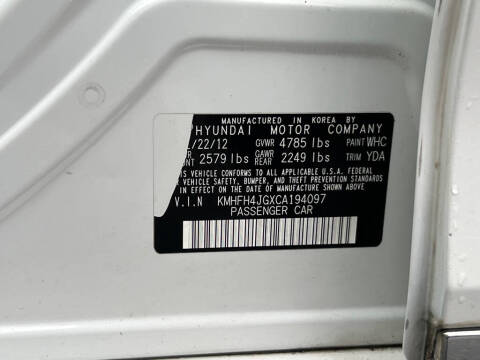 MANUFACTURED IN KOREA BY
HYUNDAI MOTOR COMPANY
/22/12 GVWR 4785 lbs PAINT WHC
2579 lbs GAWR 2249 lbs TRIM YDA
IS VEHICLE CONFORMS TO ALL APPLICABLE U.S.A. FEDERAL
VEHICLE SAFETY, BUMPER, AND THEFT PREVENTION STANDARDS
IN EFFECT ON THE DATE OF MANUFACTURE SHOWN ABOVE.
V.I.N KMHFH4JGXCA194097
PASSENGER CAR